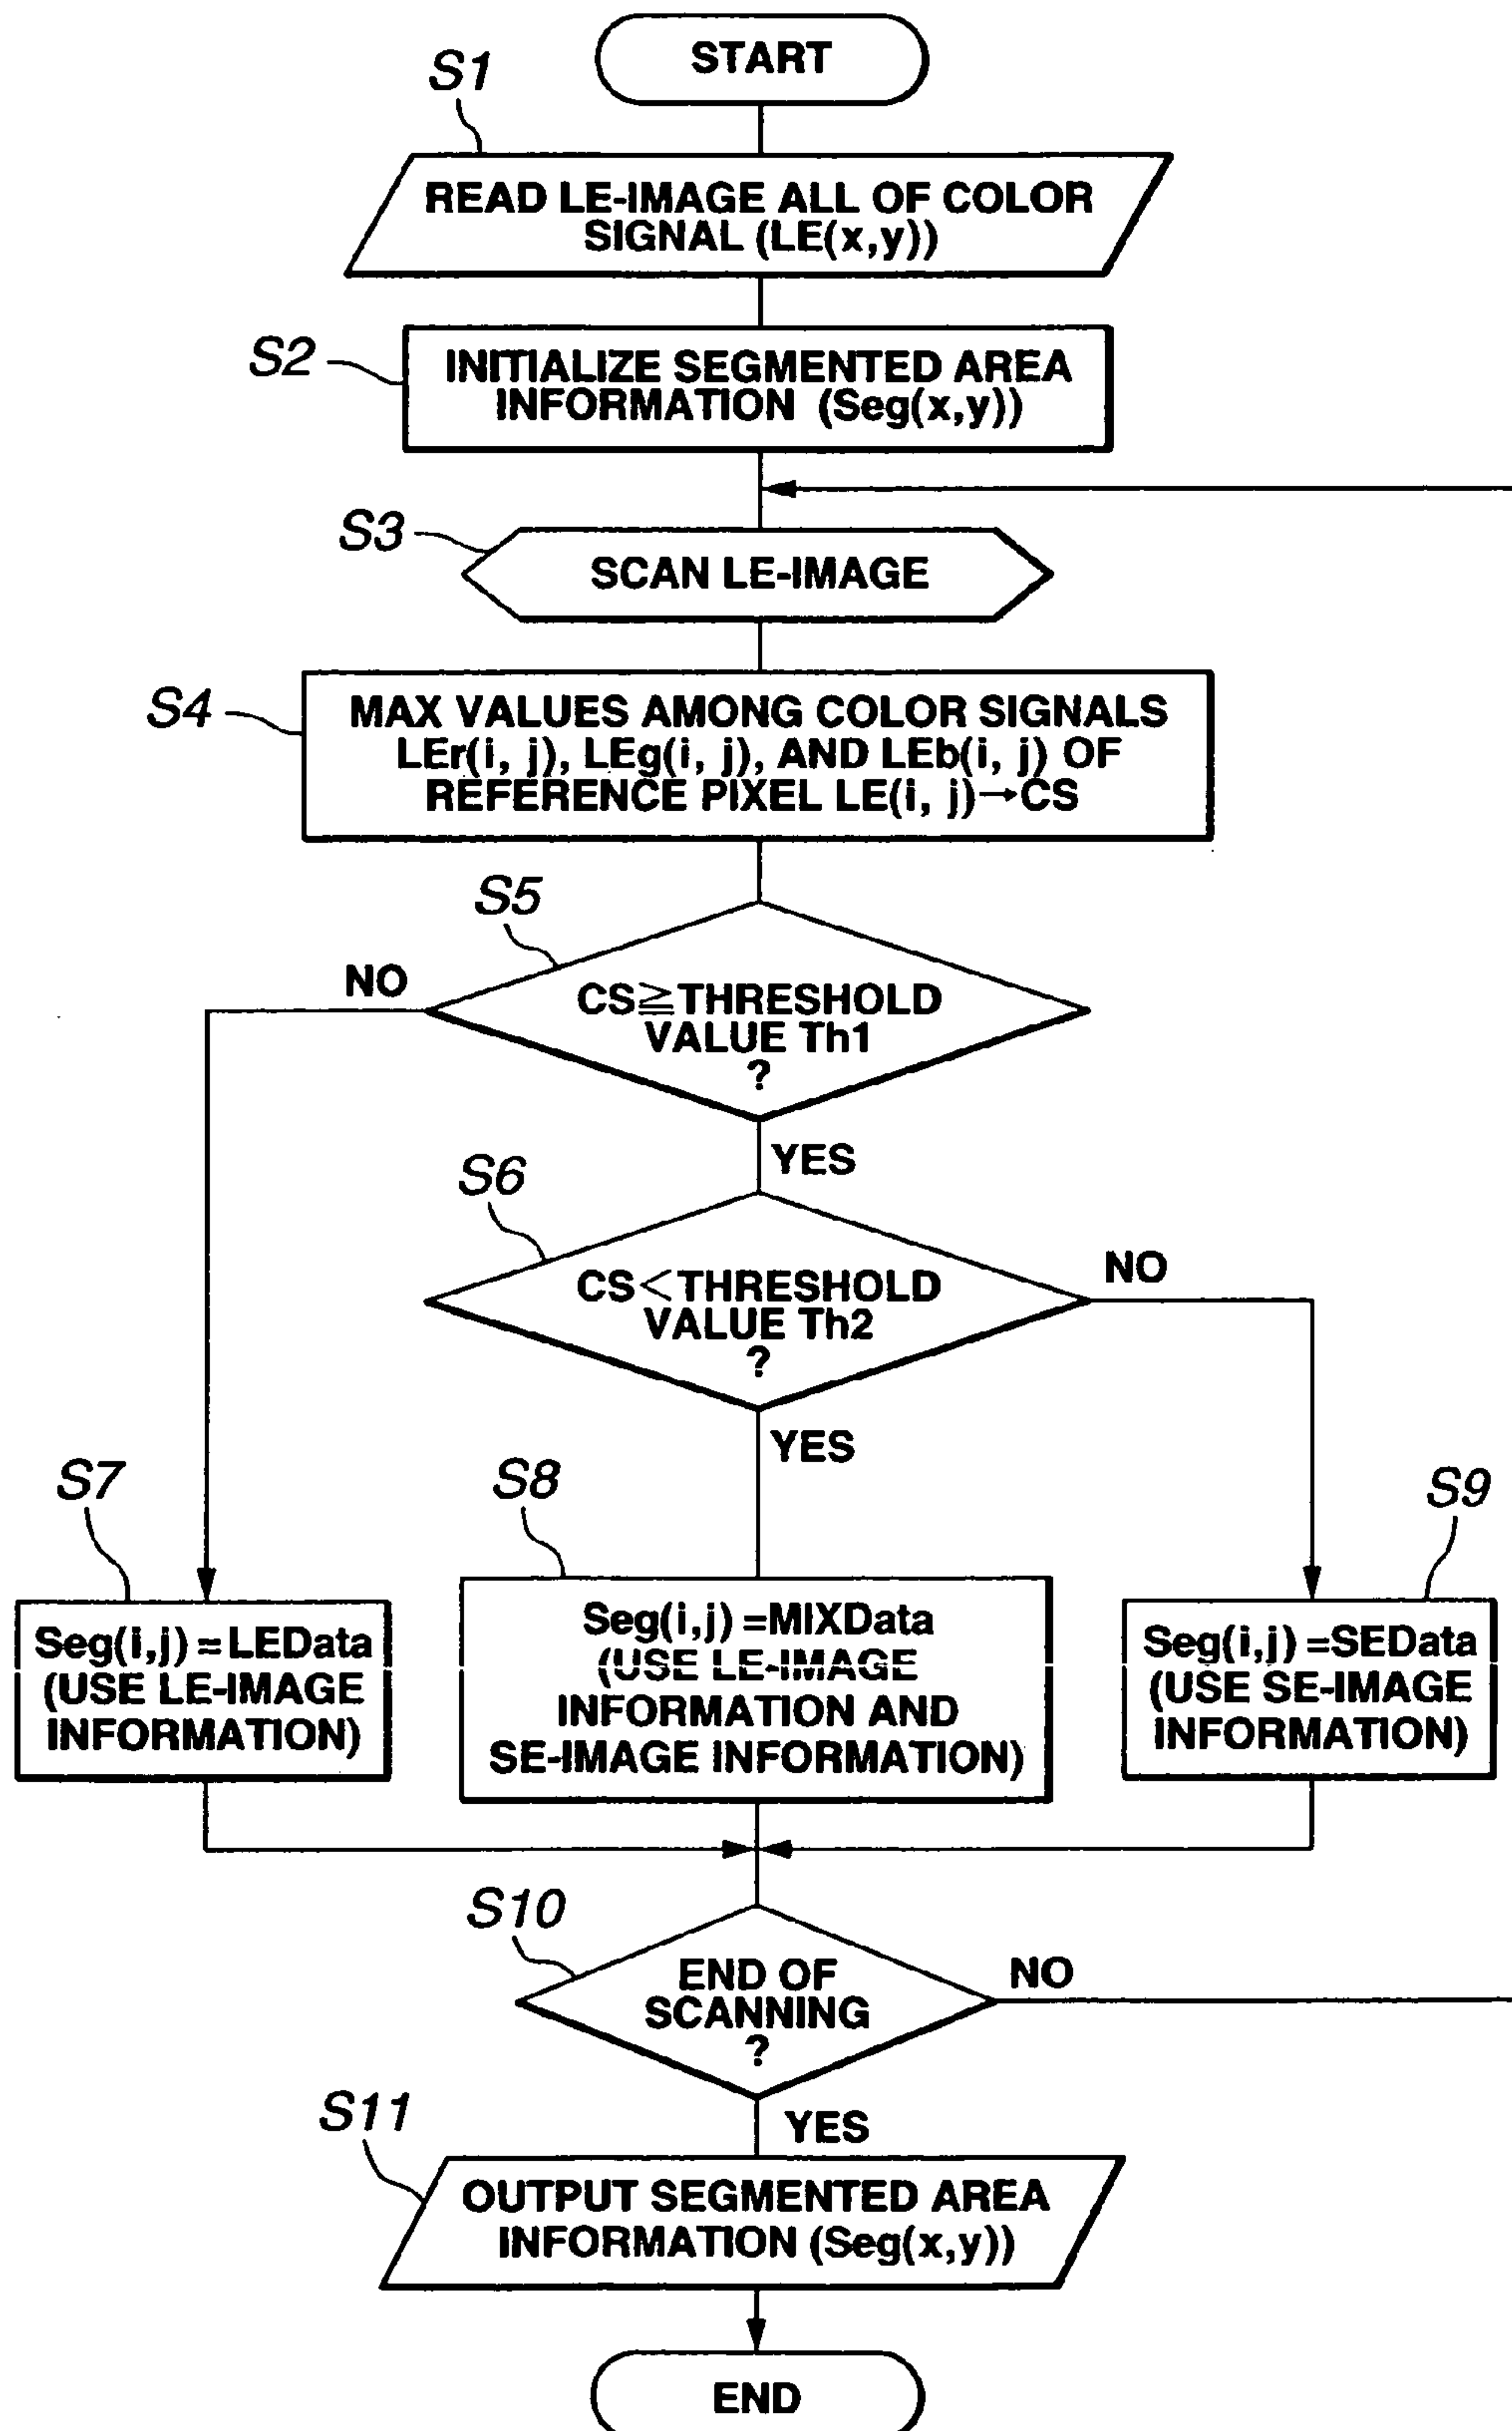 START
S1
READ LE-IMAGE ALL OF COLOR
SIGNAL (LE(x,y))
S2
INITIALIZE SEGMENTED AREA
INFORMATION (Seg(x,y))
S3
SCAN LE-IMAGE
S4
MAX VALUES AMONG COLOR SIGNALS
LEr(i, j), LEg(i, j), AND LEb(i, j) OF
REFERENCE PIXEL LE(i, j)→CS
S5
NO
CS≧THRESHOLD
VALUE Th1
?
YES
S6
NO
CS<THRESHOLD
VALUE Th2
?
YES
S7
Seg(i,j) = LEData
(USE LE-IMAGE
INFORMATION)
S8
Seg(i,j) =MIXData
(USE LE-IMAGE
INFORMATION AND
SE-IMAGE INFORMATION)
S9
Seg(i,j) =SEData
(USE SE-IMAGE
INFORMATION)
S10
END OF
SCANNING
?
NO
YES
S11
OUTPUT SEGMENTED AREA
INFORMATION (Seg(x,y))
END